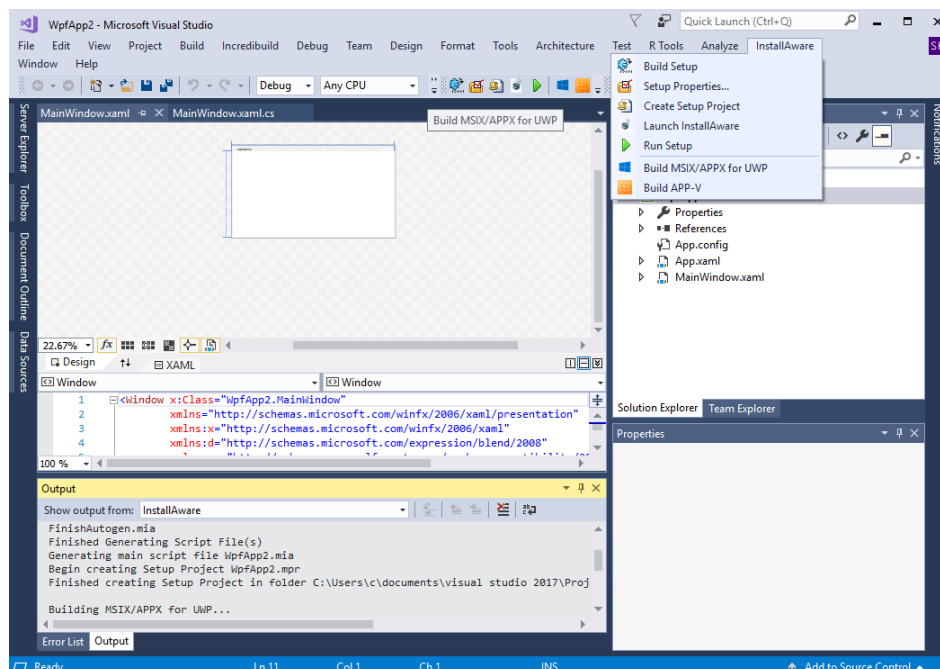 WpfApp2 - Microsoft Visual Studio
Quick Launch (Ctrl+Q)
File Edit View Project Build Incredibuild Debug Team Design Format Tools Architecture Test R Tools Analyze InstallAware
Window Help
Debug Any CPU
Build Setup
Setup Properties...
Create Setup Project
Launch InstallAware
Run Setup
Build MSIX/APPX for UWP
Build APP-V
Server Explorer
Toolbox
Document Outline
Data Sources
MainWindow.xaml MainWindow.xaml.cs
Build MSIX/APPX for UWP
Notifications
Properties
References
App.config
App.xaml
MainWindow.xaml
22.67% fx
Design XAML
Window Window
1 <Window x:Class="WpfApp2.MainWindow"
2 xmlns="http://schemas.microsoft.com/winfx/2006/xaml/presentation"
3 xmlns:x="http://schemas.microsoft.com/winfx/2006/xaml"
4 xmlns:d="http://schemas.microsoft.com/expression/blend/2008"
100 %
Solution Explorer Team Explorer
Properties
Output
Show output from: InstallAware
FinishAutogen.mia
Finished Generating Script File(s)
Generating main script file WpfApp2.mia
Begin creating Setup Project WpfApp2.mpr
Finished creating Setup Project in folder C:\Users\c\documents\visual studio 2017\Proj
Building MSIX/APPX for UWP...
Error List Output
Ready Ln 11 Col 1 Ch 1 INS Add to Source Control